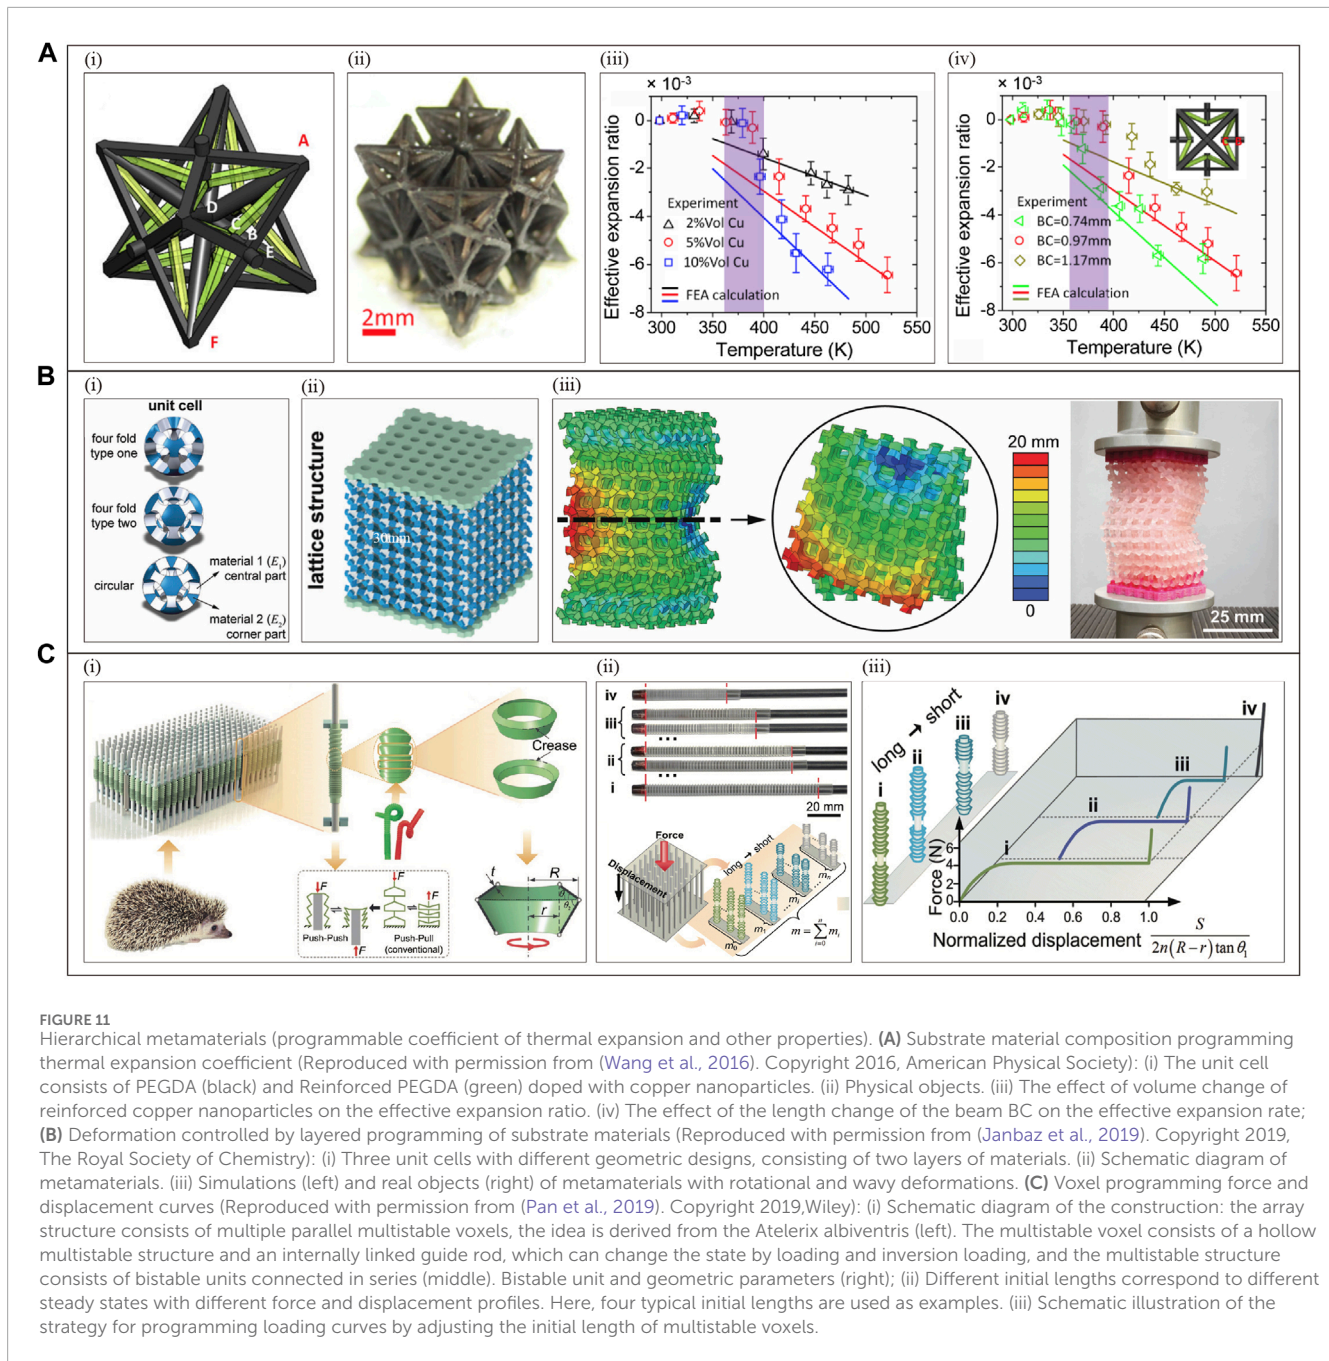 A
(i)
A
D
C
B
E
F
(ii)
2mm
(iii)
× 10⁻³
0
-2
-4
-6
-8
Effective expansion ratio
Experiment
2%Vol Cu
5%Vol Cu
10%Vol Cu
FEA calculation
300
350
400
450
500
550
Temperature (K)
(iv)
× 10⁻³
0
-2
-4
-6
-8
Effective expansion ratio
Experiment
BC=0.74mm
BC=0.97mm
BC=1.17mm
FEA calculation
300
350
400
450
500
550
Temperature (K)
B
(i)
unit cell
four fold
type one
four fold
type two
circular
material 1 (E₁)
central part
material 2 (E₂)
corner part
(ii)
lattice structure
30mm
(iii)
20 mm
0
25 mm
C
(i)
Crease
F
F
F
F
Push-Push
Push-Pull
(conventional)
t
R
r
θ₁
(ii)
iv
iii
...
ii
...
i
20 mm
Force
Displacement
long → short
m₀
m₁
mᵢ
mₙ
m = ∑ⁿᵢ₌₀ mᵢ
(iii)
long → short
i
ii
iii
iv
i
ii
iii
iv
Force (N)
6
4
2
0
0.0
0.2
0.4
0.6
0.8
1.0
Normalized displacement S / 2n(R−r)tan θ₁
FIGURE 11
Hierarchical metamaterials (programmable coefficient of thermal expansion and other properties). (A) Substrate material composition programming
thermal expansion coefficient (Reproduced with permission from (Wang et al., 2016). Copyright 2016, American Physical Society): (i) The unit cell
consists of PEGDA (black) and Reinforced PEGDA (green) doped with copper nanoparticles. (ii) Physical objects. (iii) The effect of volume change of
reinforced copper nanoparticles on the effective expansion ratio. (iv) The effect of the length change of the beam BC on the effective expansion rate;
(B) Deformation controlled by layered programming of substrate materials (Reproduced with permission from (Janbaz et al., 2019). Copyright 2019,
The Royal Society of Chemistry): (i) Three unit cells with different geometric designs, consisting of two layers of materials. (ii) Schematic diagram of
metamaterials. (iii) Simulations (left) and real objects (right) of metamaterials with rotational and wavy deformations. (C) Voxel programming force and
displacement curves (Reproduced with permission from (Pan et al., 2019). Copyright 2019,Wiley): (i) Schematic diagram of the construction: the array
structure consists of multiple parallel multistable voxels, the idea is derived from the Atelerix albiventris (left). The multistable voxel consists of a hollow
multistable structure and an internally linked guide rod, which can change the state by loading and inversion loading, and the multistable structure
consists of bistable units connected in series (middle). Bistable unit and geometric parameters (right); (ii) Different initial lengths correspond to different
steady states with different force and displacement profiles. Here, four typical initial lengths are used as examples. (iii) Schematic illustration of the
strategy for programming loading curves by adjusting the initial length of multistable voxels.